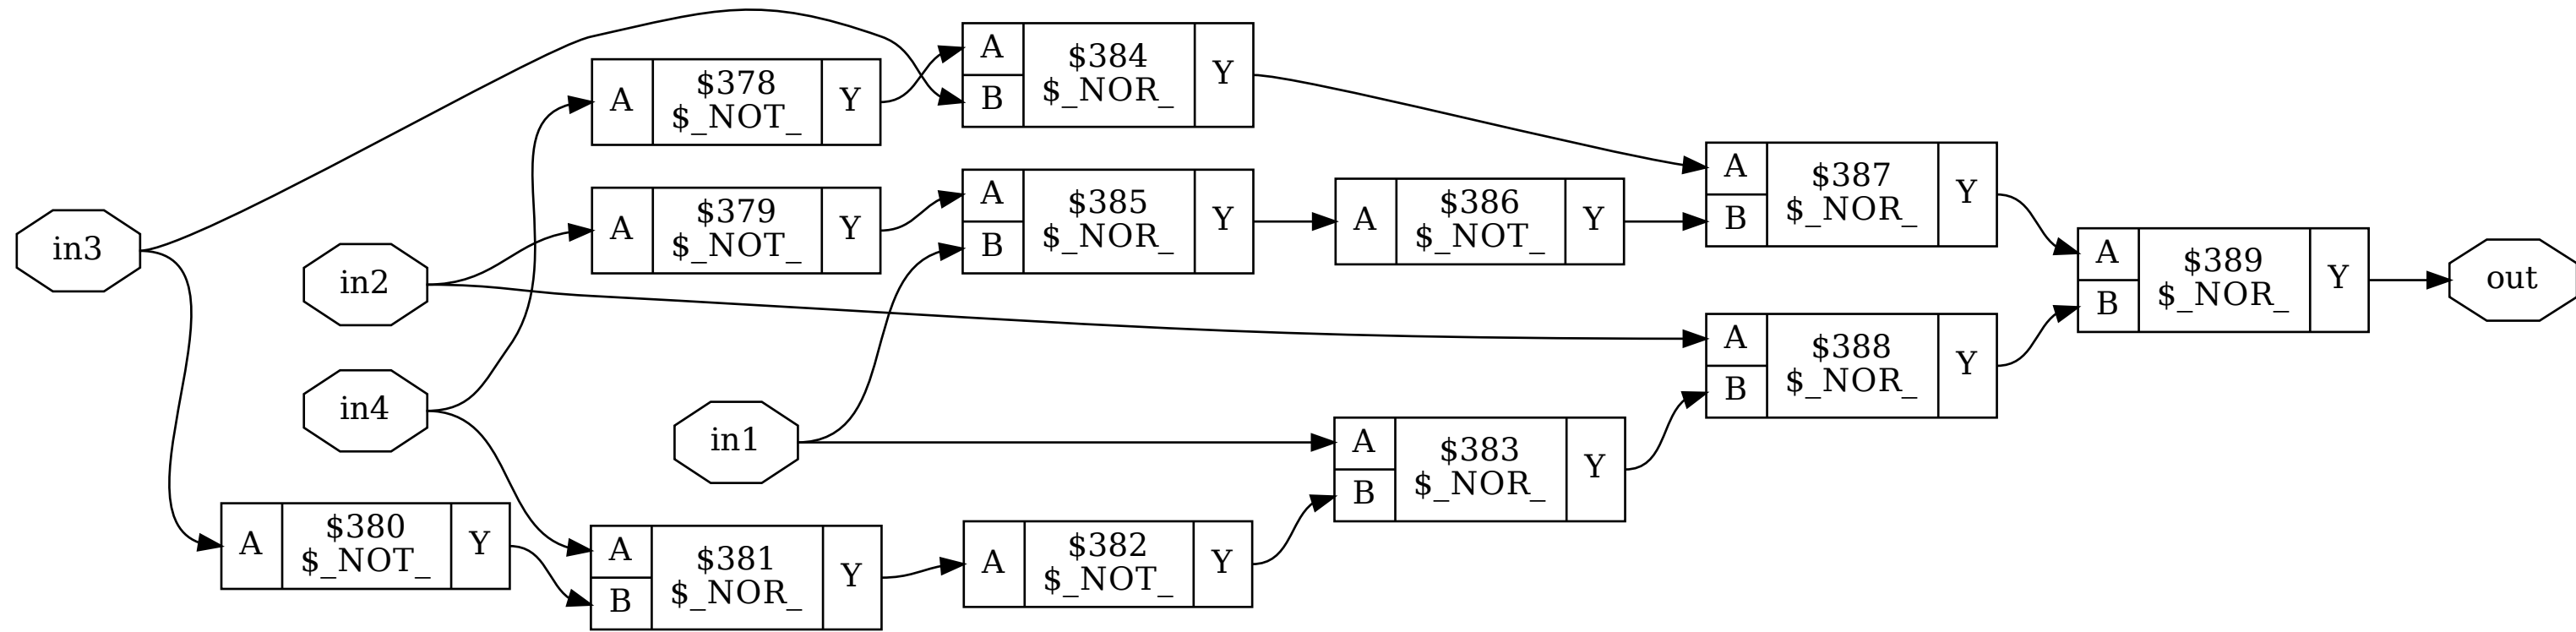 in3
in2
in4
in1
A
$378
$_NOT_
Y
A
$379
$_NOT_
Y
A
$380
$_NOT_
Y
A
B
$381
$_NOR_
Y
A
B
$384
$_NOR_
Y
A
B
$385
$_NOR_
Y
A
$382
$_NOT_
Y
A
$386
$_NOT_
Y
A
B
$383
$_NOR_
Y
A
B
$387
$_NOR_
Y
A
B
$388
$_NOR_
Y
A
B
$389
$_NOR_
Y
out